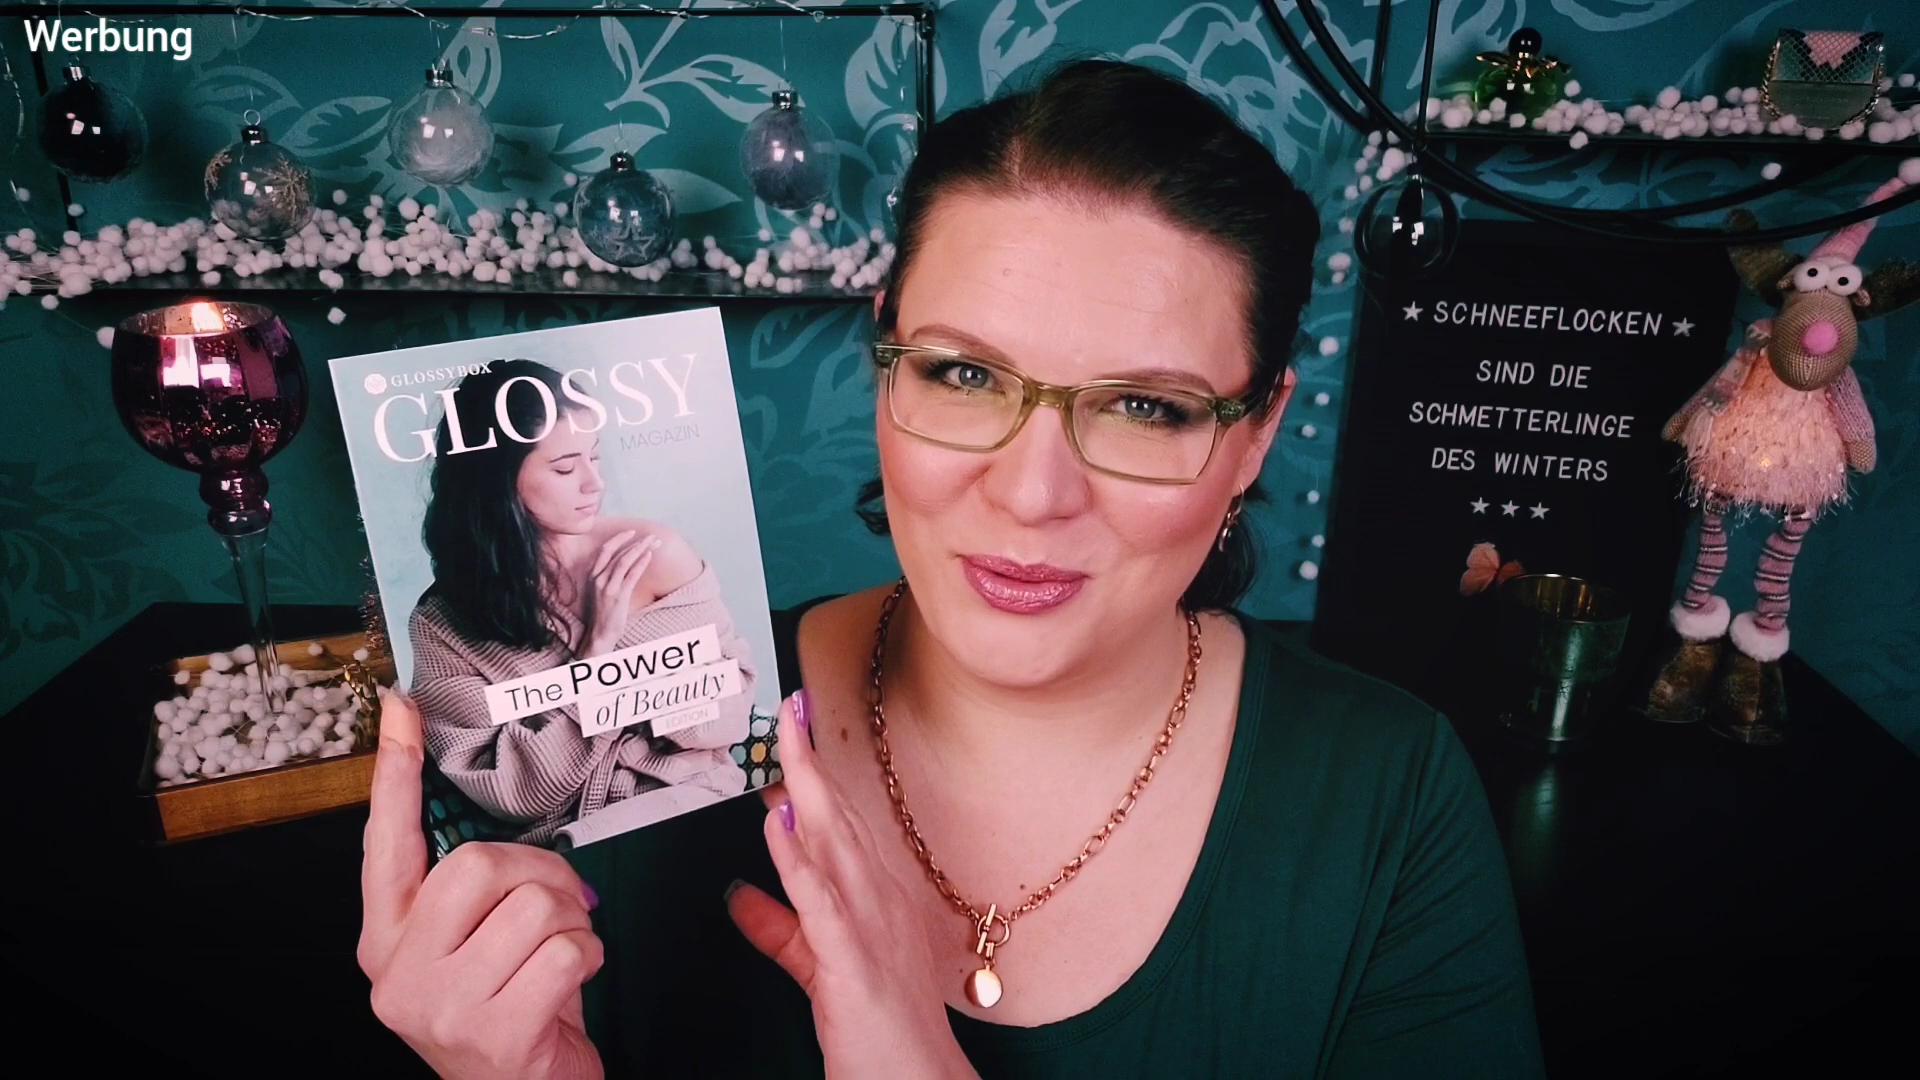 Werbung
GLOSSYBOX
GLOSSY
MAGAZIN
The Power
of Beauty
EDITION
★ SCHNEEFLOCKEN ★
SIND DIE
SCHMETTERLINGE
DES WINTERS
★ ★ ★